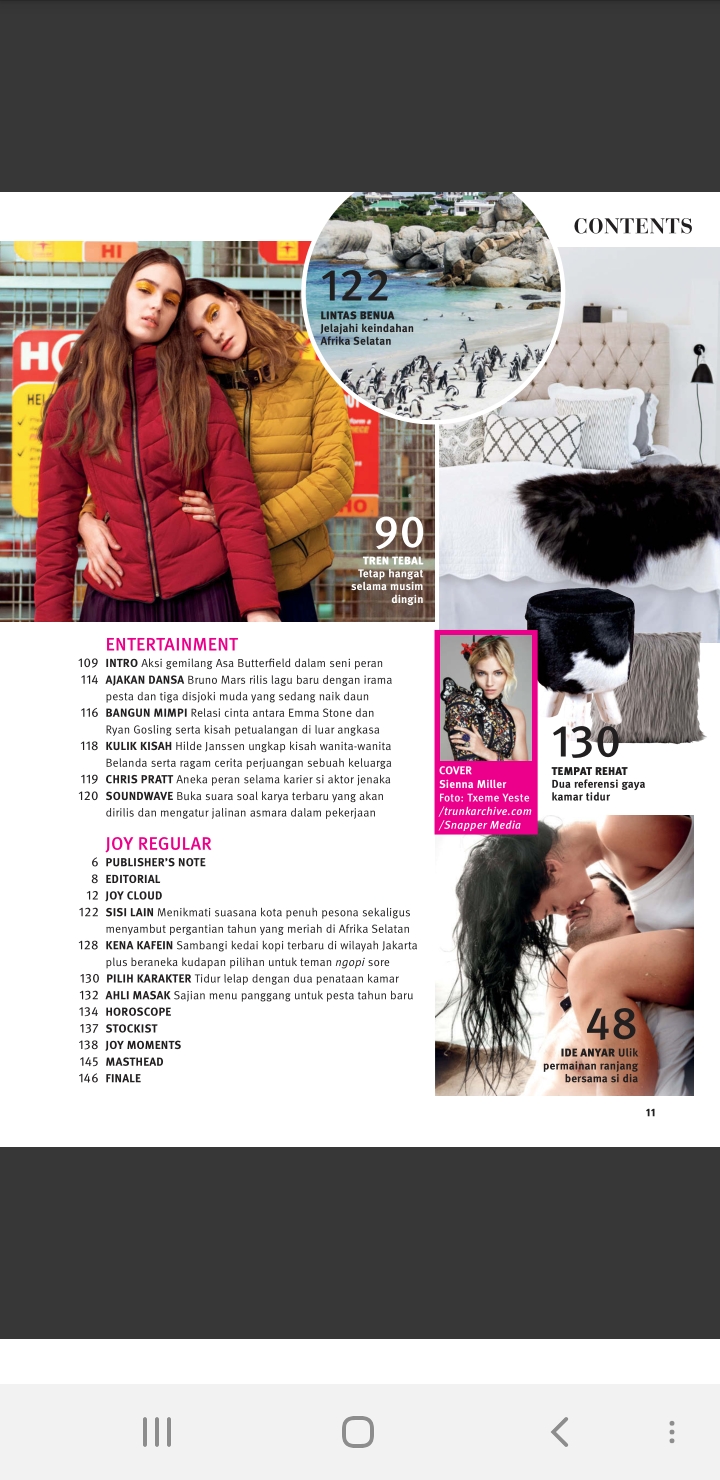 CONTENTS
HI
HEL
HO
122
LINTAS BENUA
Jelajahi keindahan
Afrika Selatan
90
TREN TEBAL
Tetap hangat
selama musim
dingin
ENTERTAINMENT
109 INTRO Aksi gemilang Asa Butterfield dalam seni peran
114 AJAKAN DANSA Bruno Mars rilis lagu baru dengan irama
pesta dan tiga disjoki muda yang sedang naik daun
116 BANGUN MIMPI Relasi cinta antara Emma Stone dan
Ryan Gosling serta kisah petualangan di luar angkasa
118 KULIK KISAH Hilde Janssen ungkap kisah wanita-wanita
Belanda serta ragam cerita perjuangan sebuah keluarga
119 CHRIS PRATT Aneka peran selama karier si aktor jenaka
120 SOUNDWAVE Buka suara soal karya terbaru yang akan
dirilis dan mengatur jalinan asmara dalam pekerjaan
JOY REGULAR
6 PUBLISHER'S NOTE
8 EDITORIAL
12 JOY CLOUD
122 SISI LAIN Menikmati suasana kota penuh pesona sekaligus
menyambut pergantian tahun yang meriah di Afrika Selatan
128 KENA KAFEIN Sambangi kedai kopi terbaru di wilayah Jakarta
plus beraneka kudapan pilihan untuk teman ngopi sore
130 PILIH KARAKTER Tidur lelap dengan dua penataan kamar
132 AHLI MASAK Sajian menu panggang untuk pesta tahun baru
134 HOROSCOPE
137 STOCKIST
138 JOY MOMENTS
145 MASTHEAD
146 FINALE
COVER
Sienna Miller
Foto: Txeme Yeste
/trunkarchive.com
/Snapper Media
130
TEMPAT REHAT
Dua referensi gaya
kamar tidur
48
IDE ANYAR Ulik
permainan ranjang
bersama si dia
11